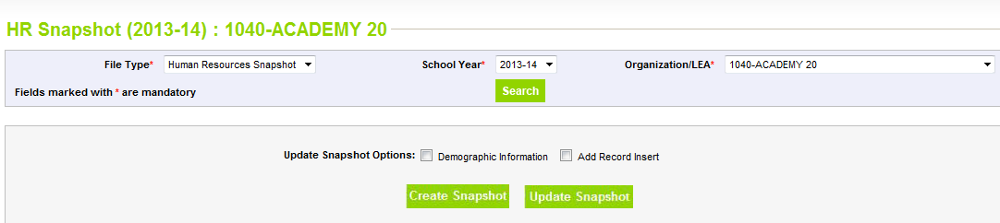 HR Snapshot (2013-14) : 1040-ACADEMY 20
File Type* Human Resources Snapshot School Year* 2013-14 Organization/LEA* 1040-ACADEMY 20
Fields marked with * are mandatory Search
Update Snapshot Options: Demographic Information Add Record Insert
Create Snapshot Update Snapshot